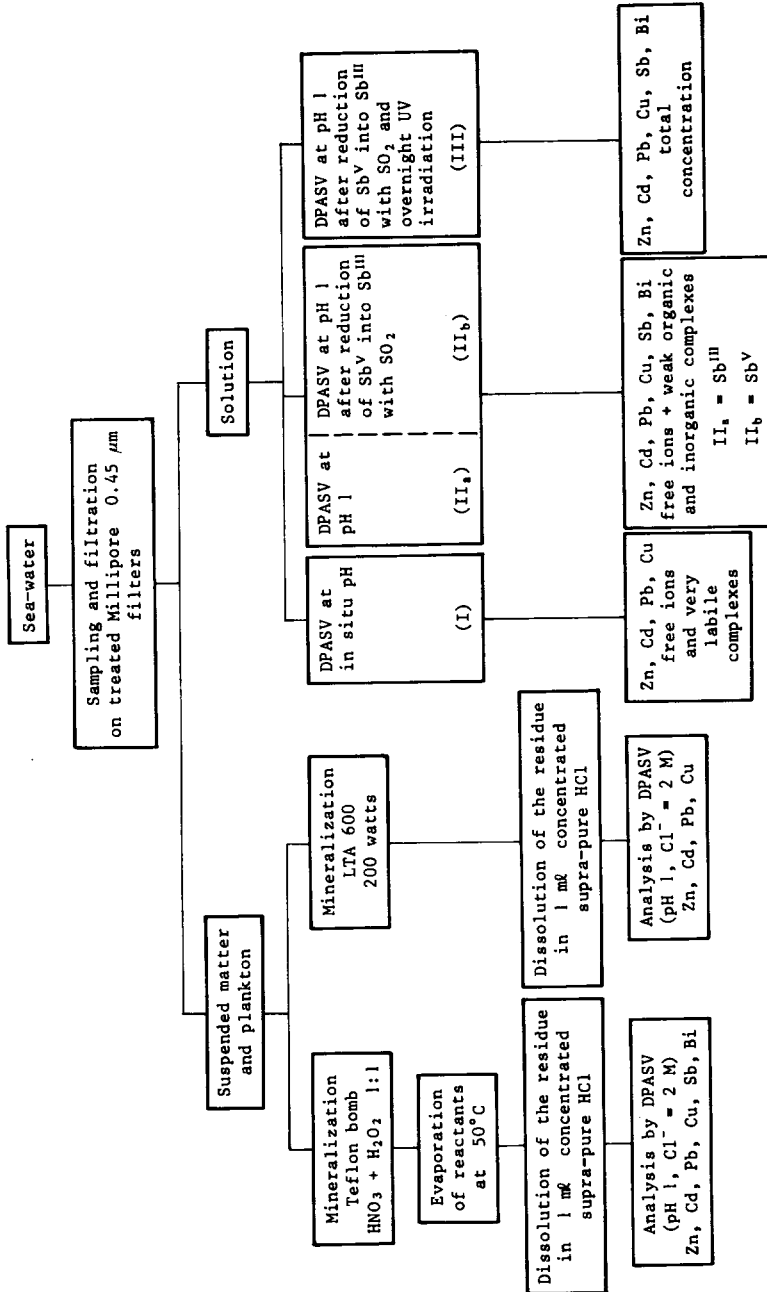 Sea-water
Sampling and filtration
on treated Millipore 0.45 µm
filters
Suspended matter
and plankton
Solution
Mineralization
Teflon bomb
HNO₃ + H₂O₂ 1:1
Mineralization
LTA 600
200 watts
DPASV at
in situ pH
(I)
DPASV at
pH 1
(IIₐ)
DPASV at pH 1
after reduction
of Sbⱽ into Sbᴵᴵᴵ
with SO₂
(II_b)
DPASV at pH 1
after reduction
of Sbⱽ into Sbᴵᴵᴵ
with SO₂ and
overnight UV
irradiation
(III)
Evaporation
of reactants
at 50°C
Dissolution of the residue
in 1 mℓ concentrated
supra-pure HCl
Dissolution of the residue
in 1 mℓ concentrated
supra-pure HCl
Analysis by DPASV
(pH 1, Cl⁻ = 2 M)
Zn, Cd, Pb, Cu, Sb, Bi
Analysis by DPASV
(pH 1, Cl⁻ = 2 M)
Zn, Cd, Pb, Cu
Zn, Cd, Pb, Cu
free ions
and very
labile
complexes
Zn, Cd, Pb, Cu, Sb, Bi
free ions + weak organic
and inorganic complexes
IIₐ = Sbᴵᴵᴵ
II_b = Sbⱽ
Zn, Cd, Pb, Cu, Sb, Bi
total
concentration